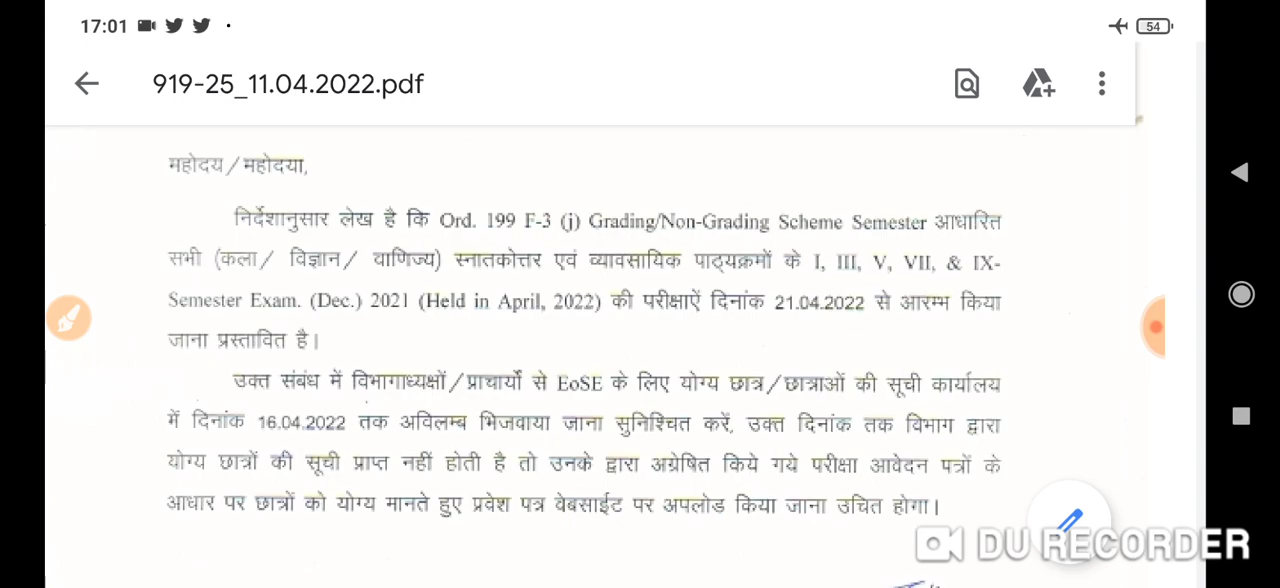 17:01
54
919-25_11.04.2022.pdf
महोदय/महोदया,
निर्देशानुसार लेख है कि Ord. 199 F-3 (j) Grading/Non-Grading Scheme Semester आधारित
सभी (कला/ विज्ञान/ वाणिज्य) स्नातकोत्तर एवं व्यावसायिक पाठ्यक्रमों के I, III, V, VII, & IX-
Semester Exam. (Dec.) 2021 (Held in April, 2022) की परीक्षाऐं दिनांक 21.04.2022 से आरम्भ किया
जाना प्रस्तावित है।
उक्त संबंध में विभागाध्यक्षों/प्राचार्यों से EoSE के लिए योग्य छात्र/छात्राओं की सूची कार्यालय
में दिनांक 16.04.2022 तक अविलम्ब भिजवाया जाना सुनिश्चित करें, उक्त दिनांक तक विभाग द्वारा
योग्य छात्रों की सूची प्राप्त नहीं होती है तो उनके द्वारा अग्रेषित किये गये परीक्षा आवेदन पत्रों के
आधार पर छात्रों को योग्य मानते हुए प्रवेश पत्र वेबसाईट पर अपलोड किया जाना उचित होगा।
DU RECORDER